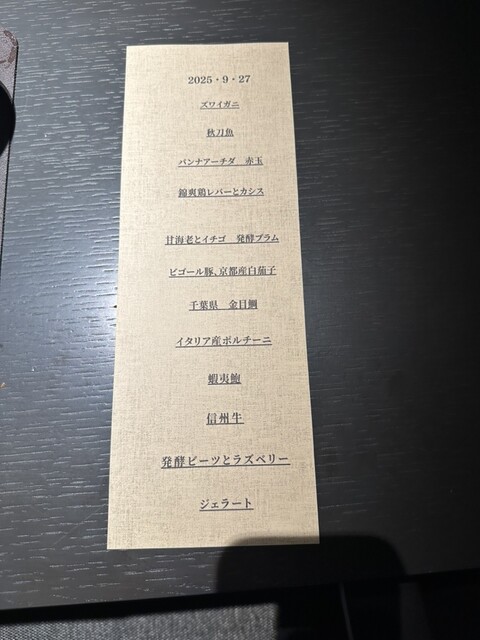 2025・9・27
ズワイガニ
秋刀魚
パンナアーチダ　赤玉
錦爽鶏レバーとカシス
甘海老とイチゴ　発酵プラム
ビゴール豚、京都産白茄子
千葉県　金目鯛
イタリア産ポルチーニ
蝦夷鮑
信州牛
発酵ビーツとラズベリー
ジェラート